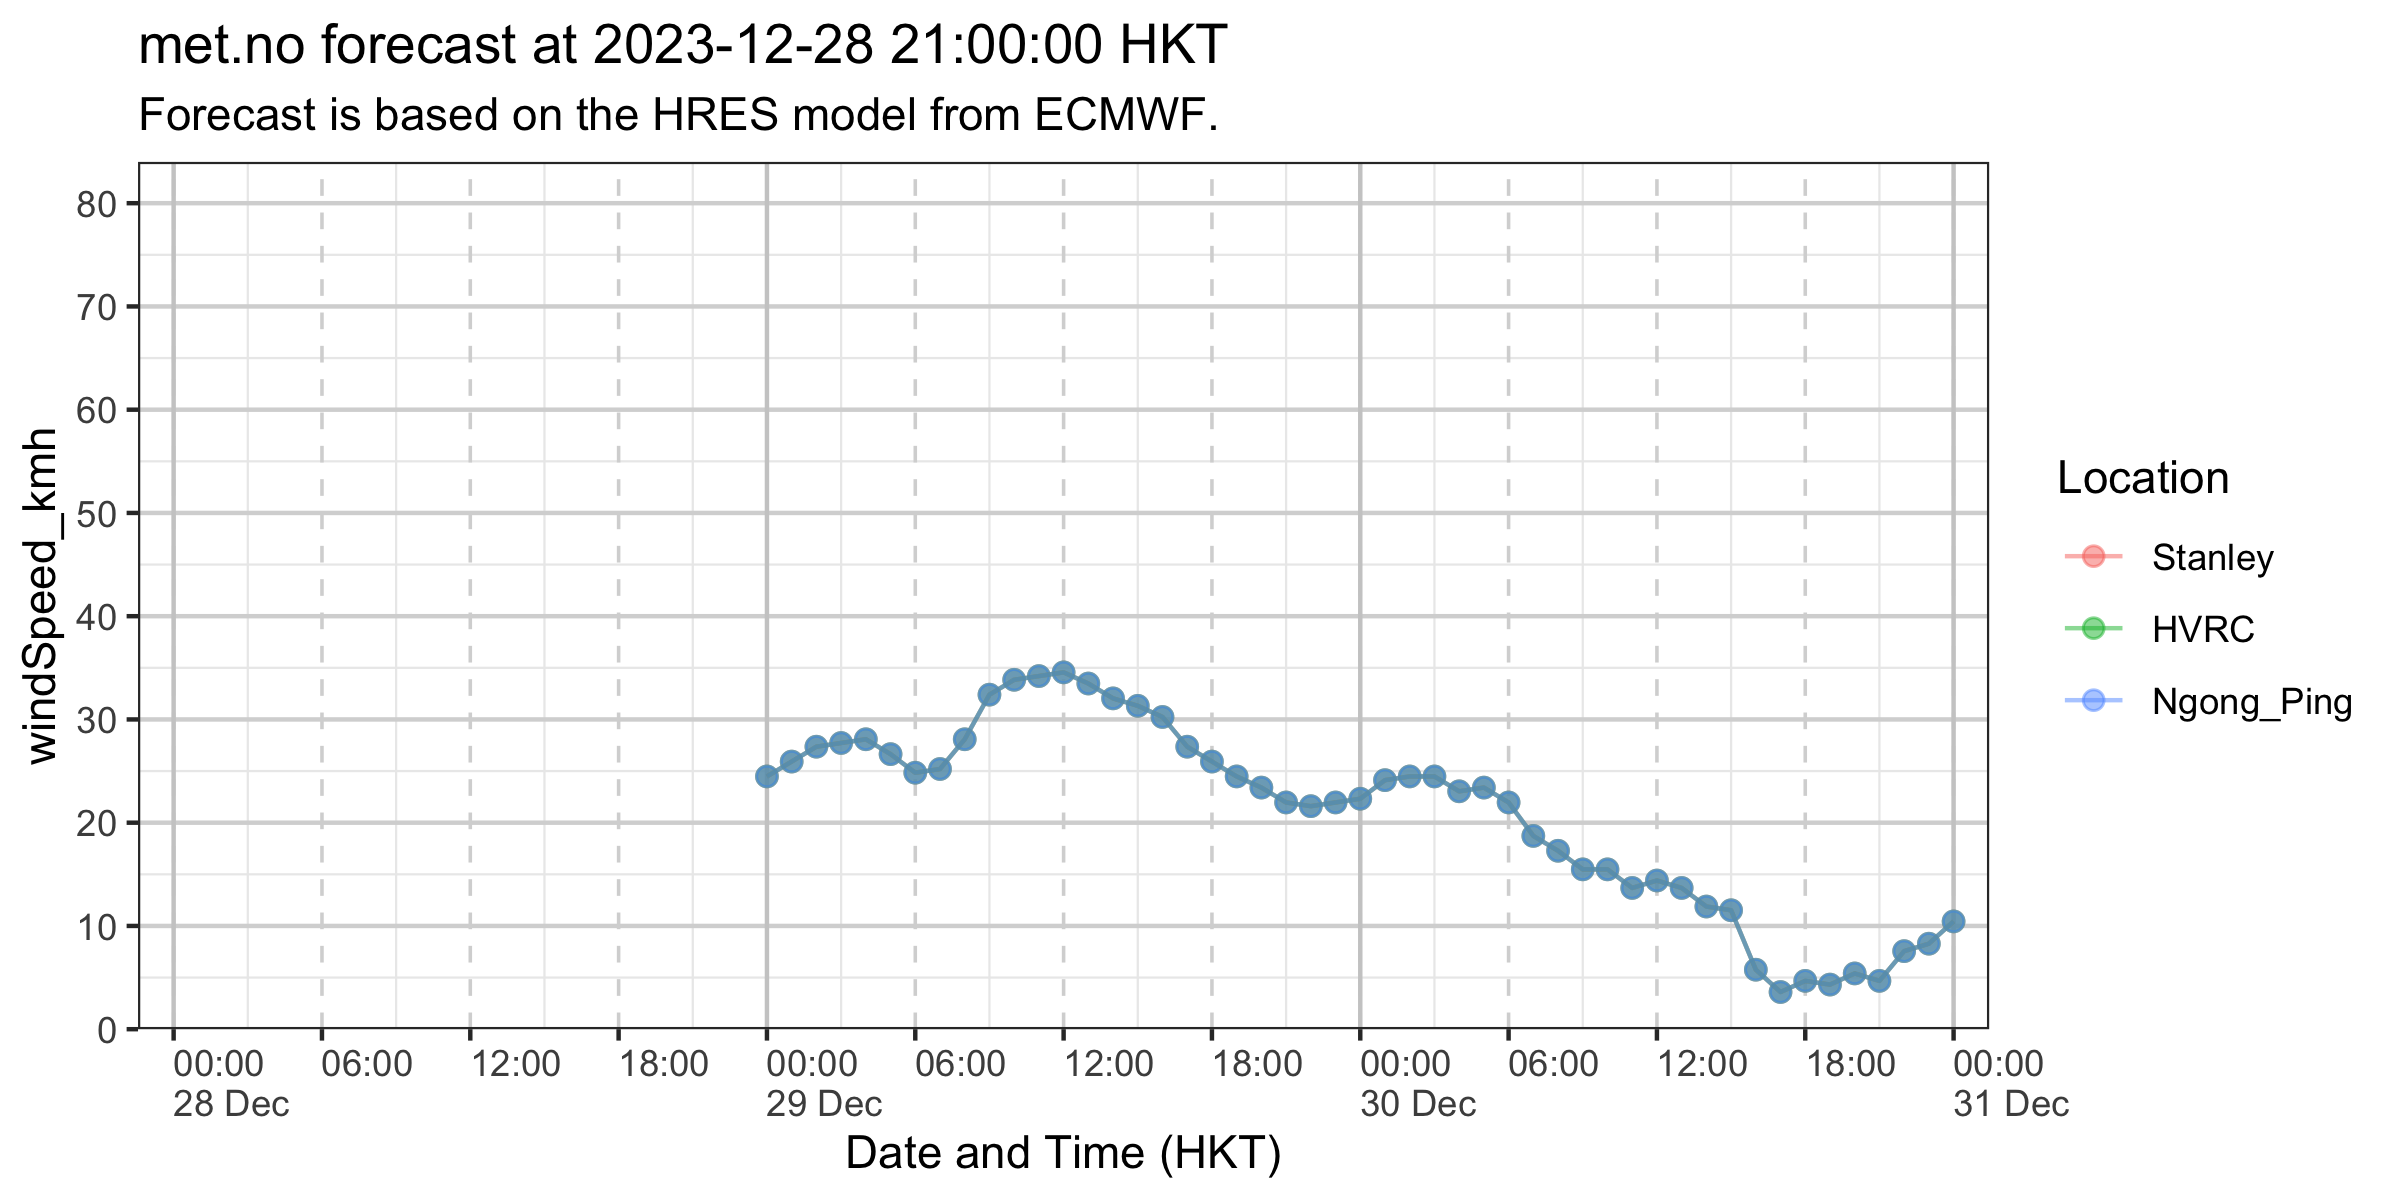 met.no forecast at 2023-12-28 21:00:00 HKT
Forecast is based on the HRES model from ECMWF.
windSpeed_kmh
80
70
60
50
40
30
20
10
0
00:00 06:00 12:00 18:00 00:00 06:00 12:00 18:00 00:00 06:00 12:00 18:00 00:00
28 Dec 29 Dec 30 Dec 31 Dec
Date and Time (HKT)
Location
Stanley
HVRC
Ngong_Ping